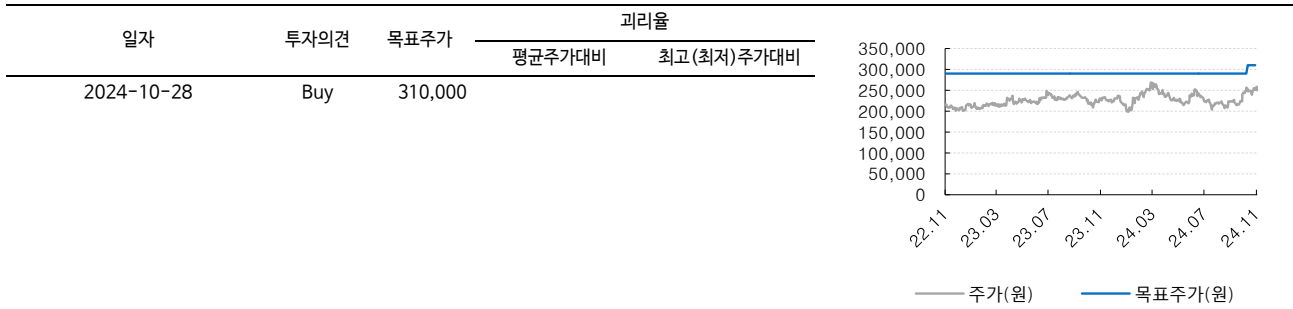 일자 투자의견 목표주가 괴리율
평균주가대비 최고(최저)주가대비
2024-10-28 Buy 310,000
350,000
300,000
250,000
200,000
150,000
100,000
50,000
0
22.11 23.03 23.07 23.11 24.03 24.07 24.11
주가(원) 목표주가(원)